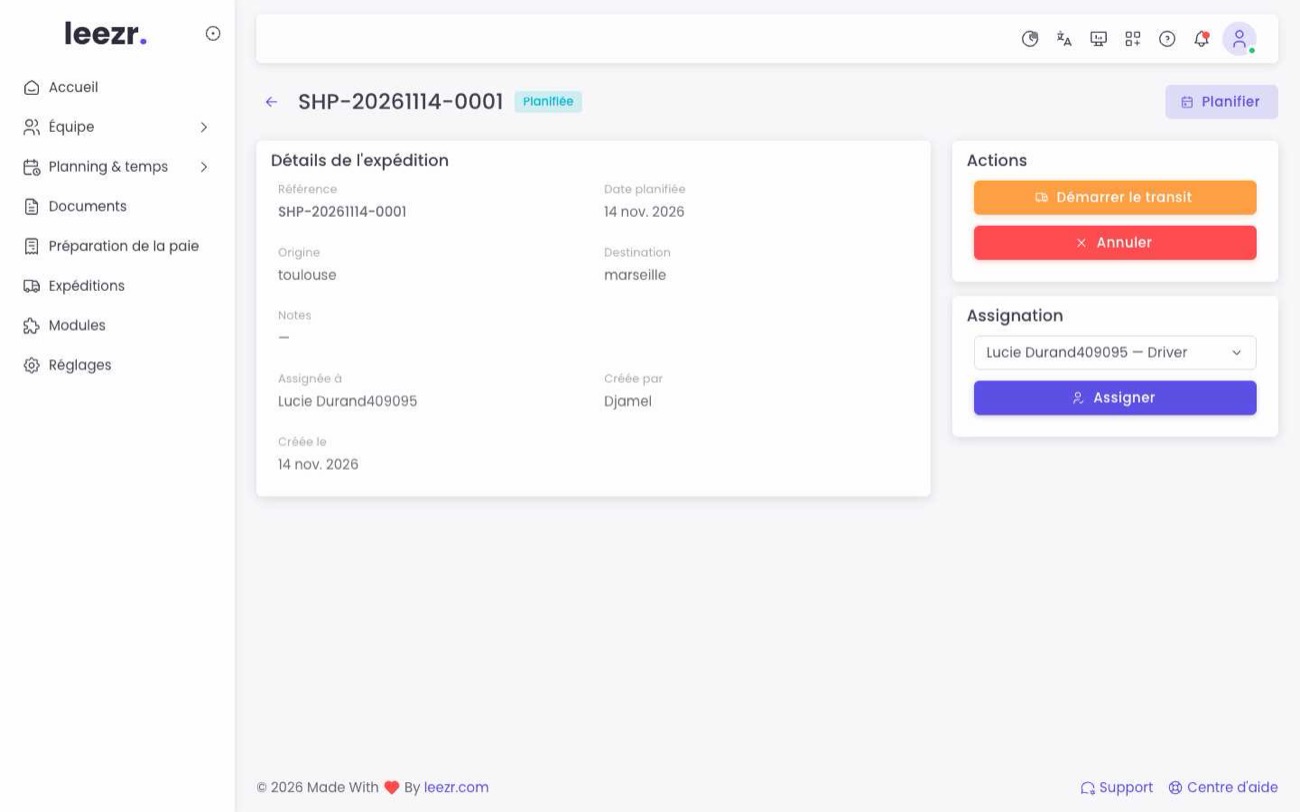 leezr.
Accueil
Équipe
Planning & temps
Documents
Préparation de la paie
Expéditions
Modules
Réglages
SHP-20261114-0001
Planifiée
Planifier
Détails de l'expédition
Référence
SHP-20261114-0001
Date planifiée
14 nov. 2026
Origine
toulouse
Destination
marseille
Notes
—
Assignée à
Lucie Durand409095
Créée par
Djamel
Créée le
14 nov. 2026
Actions
Démarrer le transit
Annuler
Assignation
Lucie Durand409095 — Driver
Assigner
© 2026 Made With ❤ By leezr.com
Support
Centre d'aide